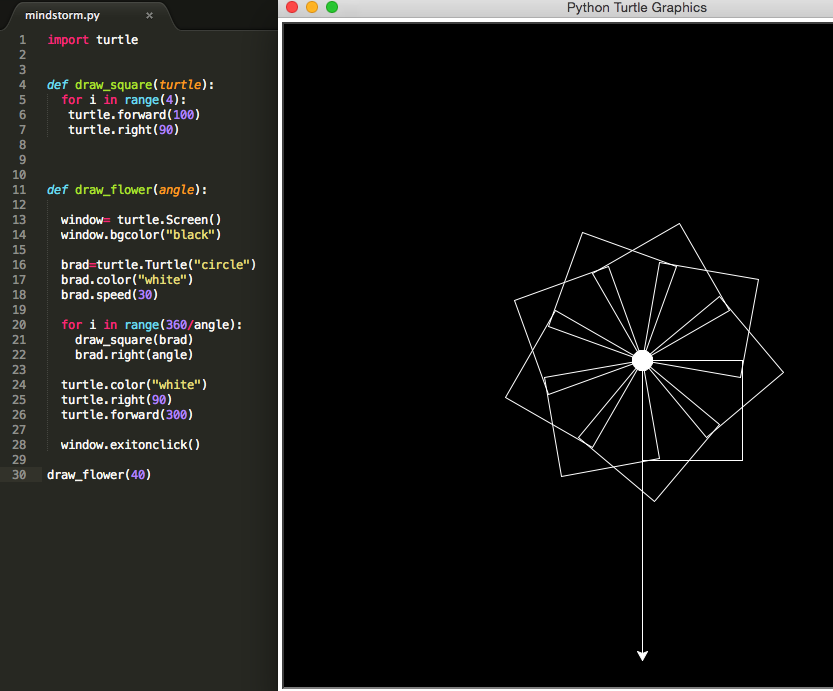 mindstorm.py ×
Python Turtle Graphics
1 import turtle
2
3
4 def draw_square(turtle):
5 for i in range(4):
6 turtle.forward(100)
7 turtle.right(90)
8
9
10
11 def draw_flower(angle):
12
13 window= turtle.Screen()
14 window.bgcolor("black")
15
16 brad=turtle.Turtle("circle")
17 brad.color("white")
18 brad.speed(30)
19
20 for i in range(360/angle):
21 draw_square(brad)
22 brad.right(angle)
23
24 turtle.color("white")
25 turtle.right(90)
26 turtle.forward(300)
27
28 window.exitonclick()
29
30 draw_flower(40)